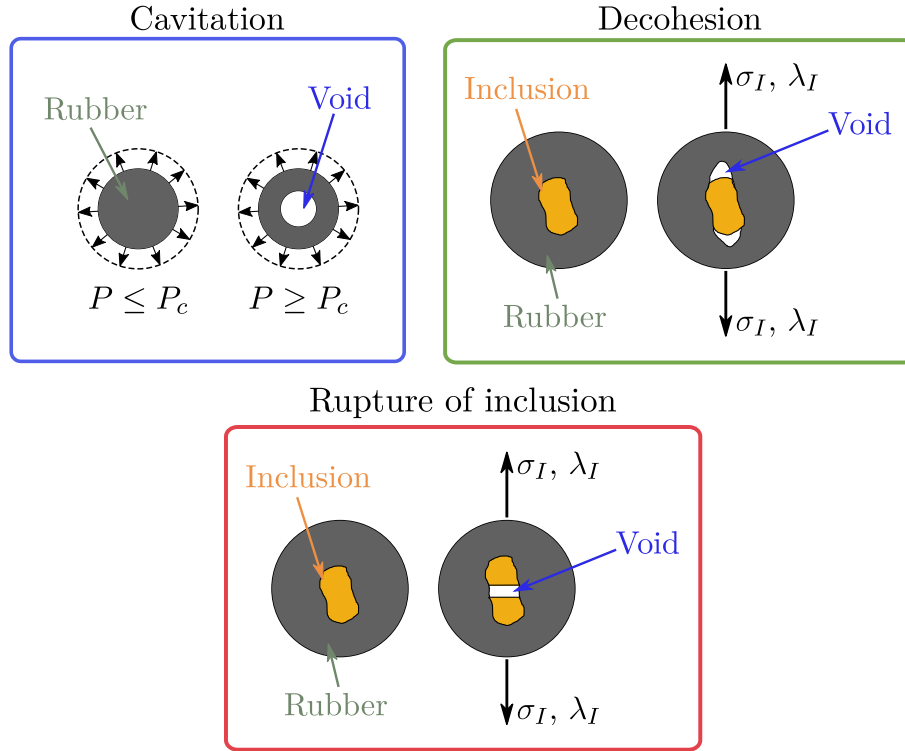 Cavitation
Rubber
Void
P ≤ P_c
P ≥ P_c
Decohesion
Inclusion
Rubber
σ_I, λ_I
Void
σ_I, λ_I
Rupture of inclusion
Inclusion
Rubber
σ_I, λ_I
Void
σ_I, λ_I